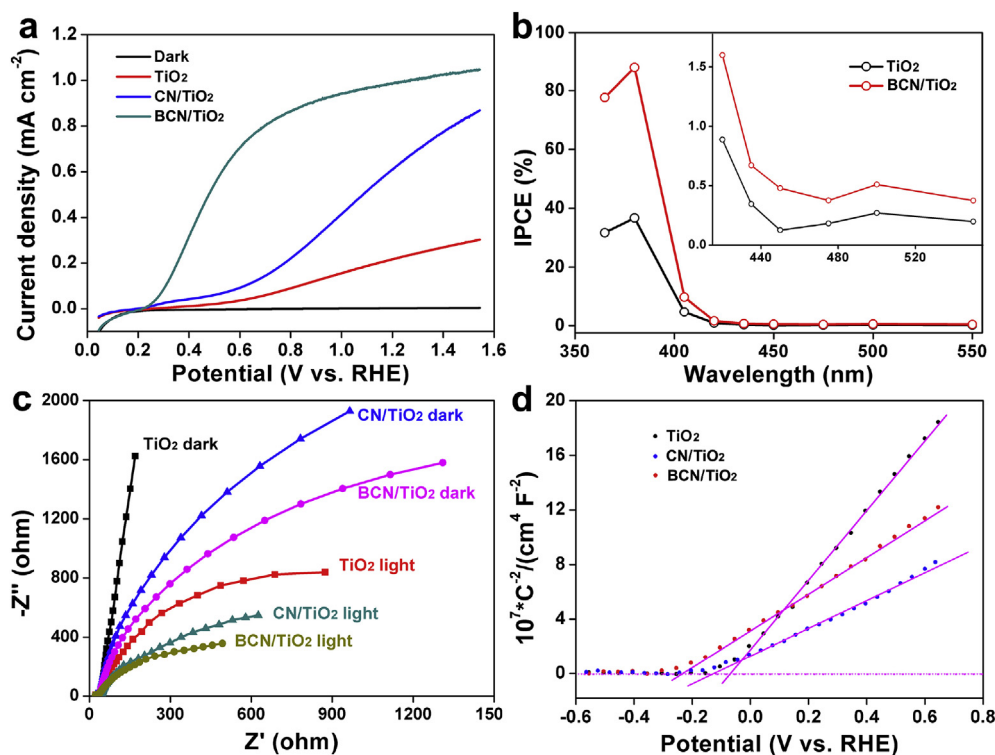 a
Dark
TiO₂
CN/TiO₂
BCN/TiO₂
Current density (mA cm⁻²)
1.2
1.0
0.8
0.6
0.4
0.2
0.0
0.0 0.2 0.4 0.6 0.8 1.0 1.2 1.4 1.6
Potential (V vs. RHE)
b
TiO₂
BCN/TiO₂
IPCE (%)
100
80
60
40
20
0
1.5
1.0
0.5
0.0
440 480 520
350 400 450 500 550
Wavelength (nm)
c
TiO₂ dark
CN/TiO₂ dark
BCN/TiO₂ dark
TiO₂ light
CN/TiO₂ light
BCN/TiO₂ light
-Z'' (ohm)
2000
1600
1200
800
400
0
0 300 600 900 1200 1500
Z' (ohm)
d
TiO₂
CN/TiO₂
BCN/TiO₂
10⁷*C⁻²/(cm⁴ F⁻²)
20
16
12
8
4
0
-0.6 -0.4 -0.2 0.0 0.2 0.4 0.6 0.8
Potential (V vs. RHE)